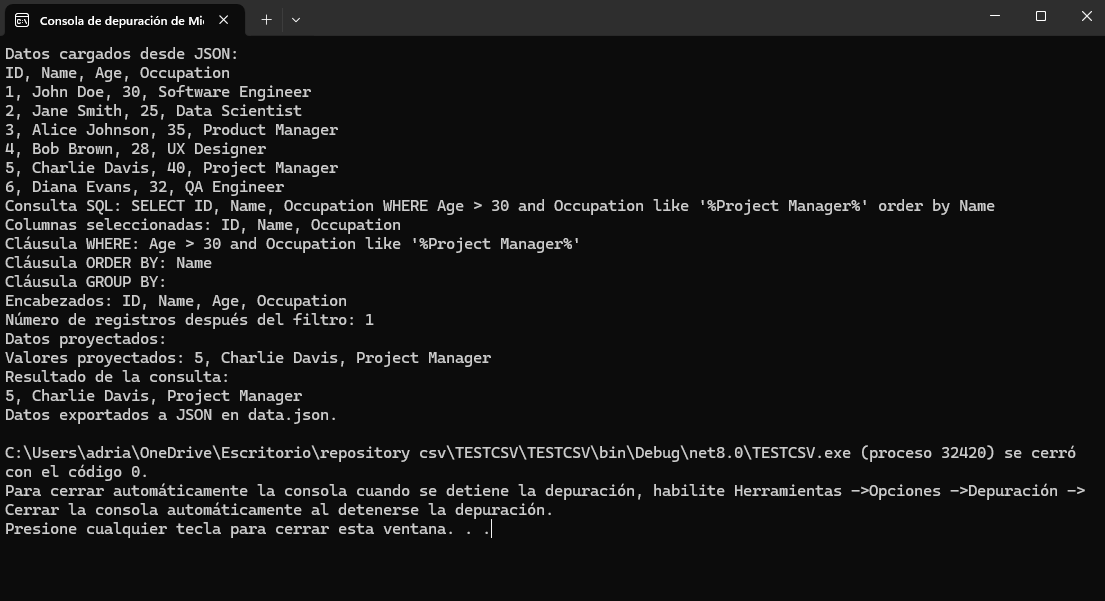 Consola de depuración de Mi
Datos cargados desde JSON:
ID, Name, Age, Occupation
1, John Doe, 30, Software Engineer
2, Jane Smith, 25, Data Scientist
3, Alice Johnson, 35, Product Manager
4, Bob Brown, 28, UX Designer
5, Charlie Davis, 40, Project Manager
6, Diana Evans, 32, QA Engineer
Consulta SQL: SELECT ID, Name, Occupation WHERE Age > 30 and Occupation like '%Project Manager%' order by Name
Columnas seleccionadas: ID, Name, Occupation
Cláusula WHERE: Age > 30 and Occupation like '%Project Manager%'
Cláusula ORDER BY: Name
Cláusula GROUP BY:
Encabezados: ID, Name, Age, Occupation
Número de registros después del filtro: 1
Datos proyectados:
Valores proyectados: 5, Charlie Davis, Project Manager
Resultado de la consulta:
5, Charlie Davis, Project Manager
Datos exportados a JSON en data.json.
C:\Users\adria\OneDrive\Escritorio\repository csv\TESTCSV\TESTCSV\bin\Debug\net8.0\TESTCSV.exe (proceso 32420) se cerró
con el código 0.
Para cerrar automáticamente la consola cuando se detiene la depuración, habilite Herramientas ->Opciones ->Depuración ->
Cerrar la consola automáticamente al detenerse la depuración.
Presione cualquier tecla para cerrar esta ventana. . .